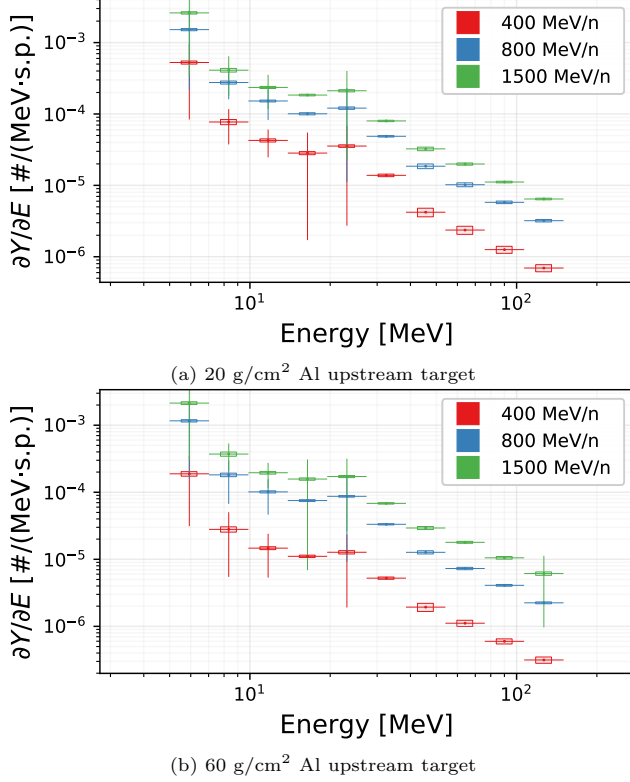 10⁻³
10⁻⁴
10⁻⁵
10⁻⁶
∂Y/∂E [#/(MeV·s.p.)]
400 MeV/n
800 MeV/n
1500 MeV/n
10¹
10²
Energy [MeV]
(a) 20 g/cm² Al upstream target
10⁻³
10⁻⁴
10⁻⁵
10⁻⁶
∂Y/∂E [#/(MeV·s.p.)]
400 MeV/n
800 MeV/n
1500 MeV/n
10¹
10²
Energy [MeV]
(b) 60 g/cm² Al upstream target